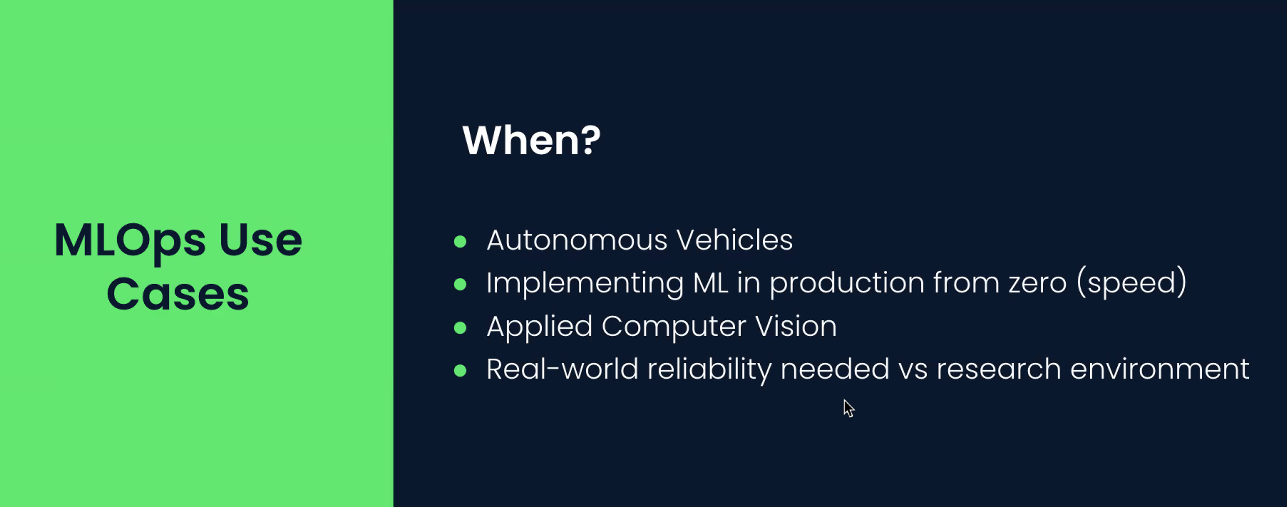 MLOps Use
Cases
When?
Autonomous Vehicles
Implementing ML in production from zero (speed)
Applied Computer Vision
Real-world reliability needed vs research environment